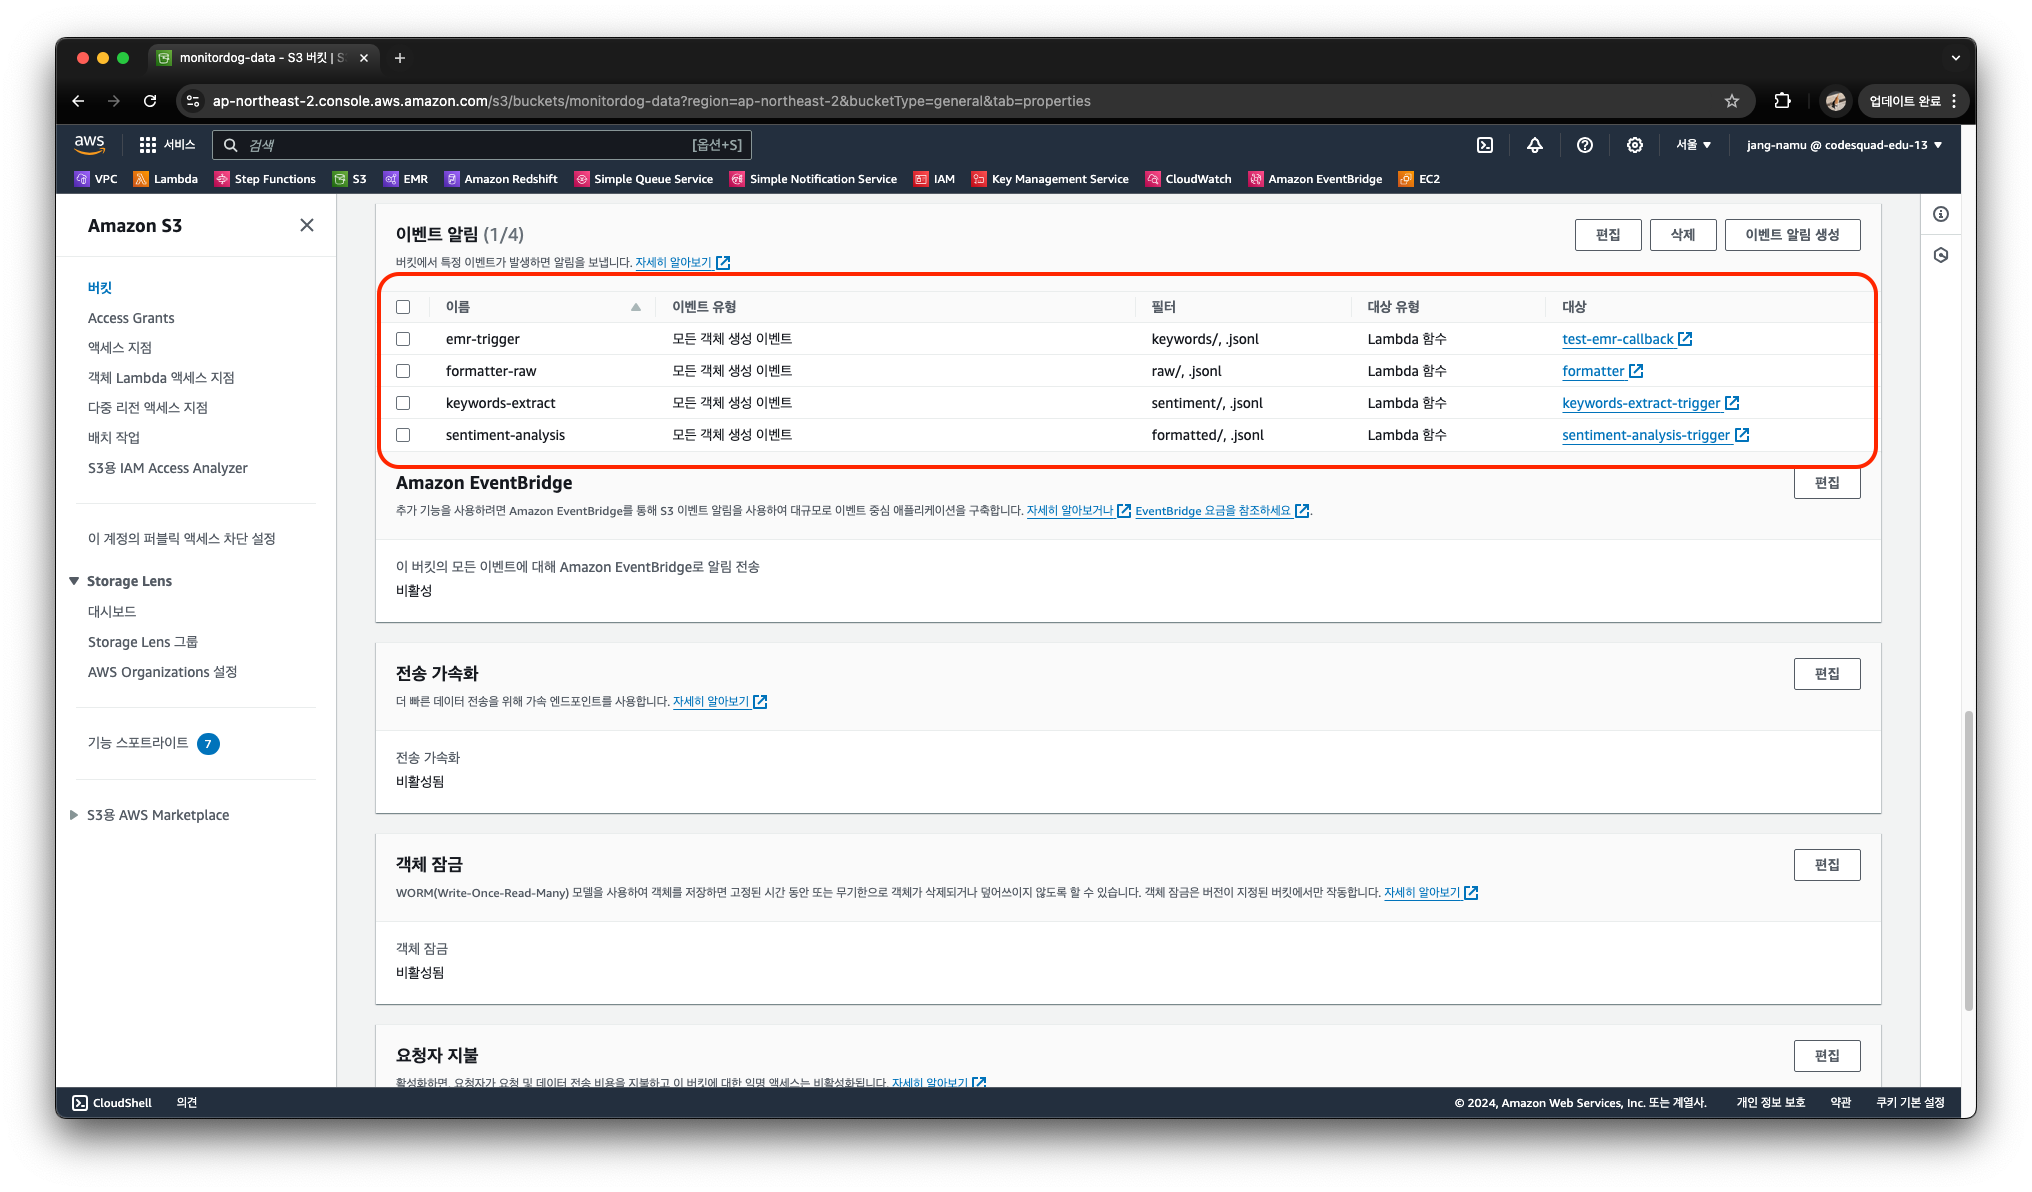 monitordog-data - S3 버킷 | S
ap-northeast-2.console.aws.amazon.com/s3/buckets/monitordog-data?region=ap-northeast-2&bucketType=general&tab=properties
업데이트 완료
aws 서비스 검색 [옵션+S] 서울 jang-namu @ codesquad-edu-13
VPC Lambda Step Functions S3 EMR Amazon Redshift Simple Queue Service Simple Notification Service IAM Key Management Service CloudWatch Amazon EventBridge EC2
Amazon S3
버킷
Access Grants
액세스 지점
객체 Lambda 액세스 지점
다중 리전 액세스 지점
배치 작업
S3용 IAM Access Analyzer
이 계정의 퍼블릭 액세스 차단 설정
Storage Lens
대시보드
Storage Lens 그룹
AWS Organizations 설정
기능 스포트라이트 7
S3용 AWS Marketplace
이벤트 알림 (1/4) 편집 삭제 이벤트 알림 생성
버킷에서 특정 이벤트가 발생하면 알림을 보냅니다. 자세히 알아보기
이름 이벤트 유형 필터 대상 유형 대상
emr-trigger 모든 객체 생성 이벤트 keywords/, .jsonl Lambda 함수 test-emr-callback
formatter-raw 모든 객체 생성 이벤트 raw/, .jsonl Lambda 함수 formatter
keywords-extract 모든 객체 생성 이벤트 sentiment/, .jsonl Lambda 함수 keywords-extract-trigger
sentiment-analysis 모든 객체 생성 이벤트 formatted/, .jsonl Lambda 함수 sentiment-analysis-trigger
Amazon EventBridge 편집
추가 기능을 사용하려면 Amazon EventBridge를 통해 S3 이벤트 알림을 사용하여 대규모로 이벤트 중심 애플리케이션을 구축합니다. 자세히 알아보거나 EventBridge 요금을 참조하세요.
이 버킷의 모든 이벤트에 대해 Amazon EventBridge로 알림 전송
비활성
전송 가속화 편집
더 빠른 데이터 전송을 위해 가속 엔드포인트를 사용합니다. 자세히 알아보기
전송 가속화
비활성됨
객체 잠금 편집
WORM(Write-Once-Read-Many) 모델을 사용하여 객체를 저장하면 고정된 시간 동안 또는 무기한으로 객체가 삭제되거나 덮어쓰이지 않도록 할 수 있습니다. 객체 잠금은 버전이 지정된 버킷에서만 작동합니다. 자세히 알아보기
객체 잠금
비활성됨
요청자 지불 편집
활성화하면, 요청자가 요청 및 데이터 전송 비용을 지불하고 이 버킷에 대한 익명 액세스는 비활성화됩니다. 자세히 알아보기
CloudShell 의견 © 2024, Amazon Web Services, Inc. 또는 계열사. 개인 정보 보호 약관 쿠키 기본 설정